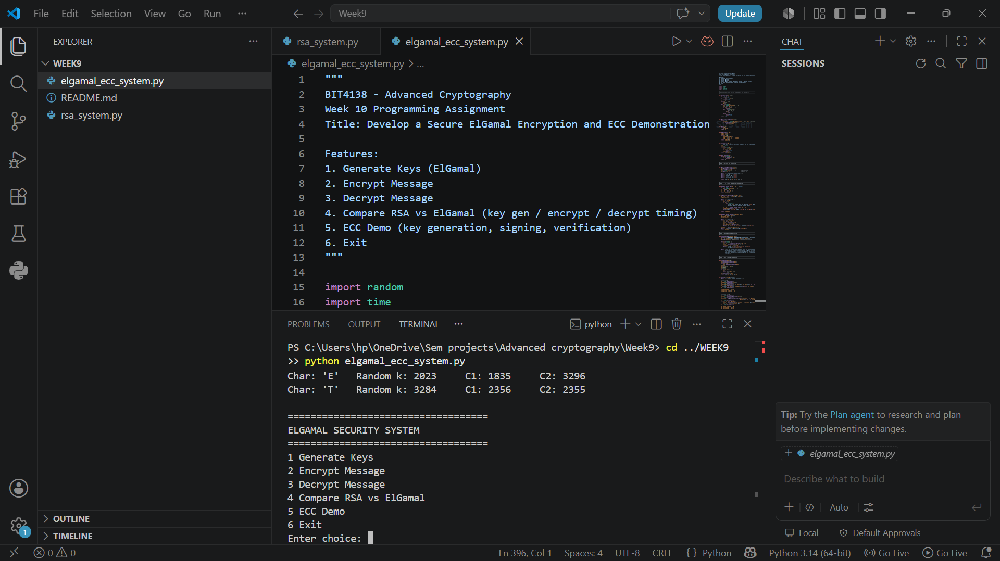 File Edit Selection View Go Run ···
Week9
Update
EXPLORER
WEEK9
elgamal_ecc_system.py
README.md
rsa_system.py
OUTLINE
TIMELINE
rsa_system.py
elgamal_ecc_system.py
elgamal_ecc_system.py > ...
1 """
2 BIT4138 - Advanced Cryptography
3 Week 10 Programming Assignment
4 Title: Develop a Secure ElGamal Encryption and ECC Demonstration System
5
6 Features:
7 1. Generate Keys (ElGamal)
8 2. Encrypt Message
9 3. Decrypt Message
10 4. Compare RSA vs ElGamal (key gen / encrypt / decrypt timing)
11 5. ECC Demo (key generation, signing, verification)
12 6. Exit
13 """
14
15 import random
16 import time
PROBLEMS OUTPUT TERMINAL ···
python
PS C:\Users\hp\OneDrive\Sem projects\Advanced cryptography\Week9> cd ../WEEK9
>> python elgamal_ecc_system.py
Char: 'E' Random k: 2023 C1: 1835 C2: 3296
Char: 'T' Random k: 3284 C1: 2356 C2: 2355
===================================
ELGAMAL SECURITY SYSTEM
===================================
1 Generate Keys
2 Encrypt Message
3 Decrypt Message
4 Compare RSA vs ElGamal
5 ECC Demo
6 Exit
Enter choice:
CHAT
SESSIONS
Tip: Try the Plan agent to research and plan
before implementing changes.
elgamal_ecc_system.py
Describe what to build
Auto
Local
Default Approvals
1
0 0
Ln 396, Col 1
Spaces: 4
UTF-8
CRLF
{ } Python
Python 3.14 (64-bit)
Go Live
Go Live